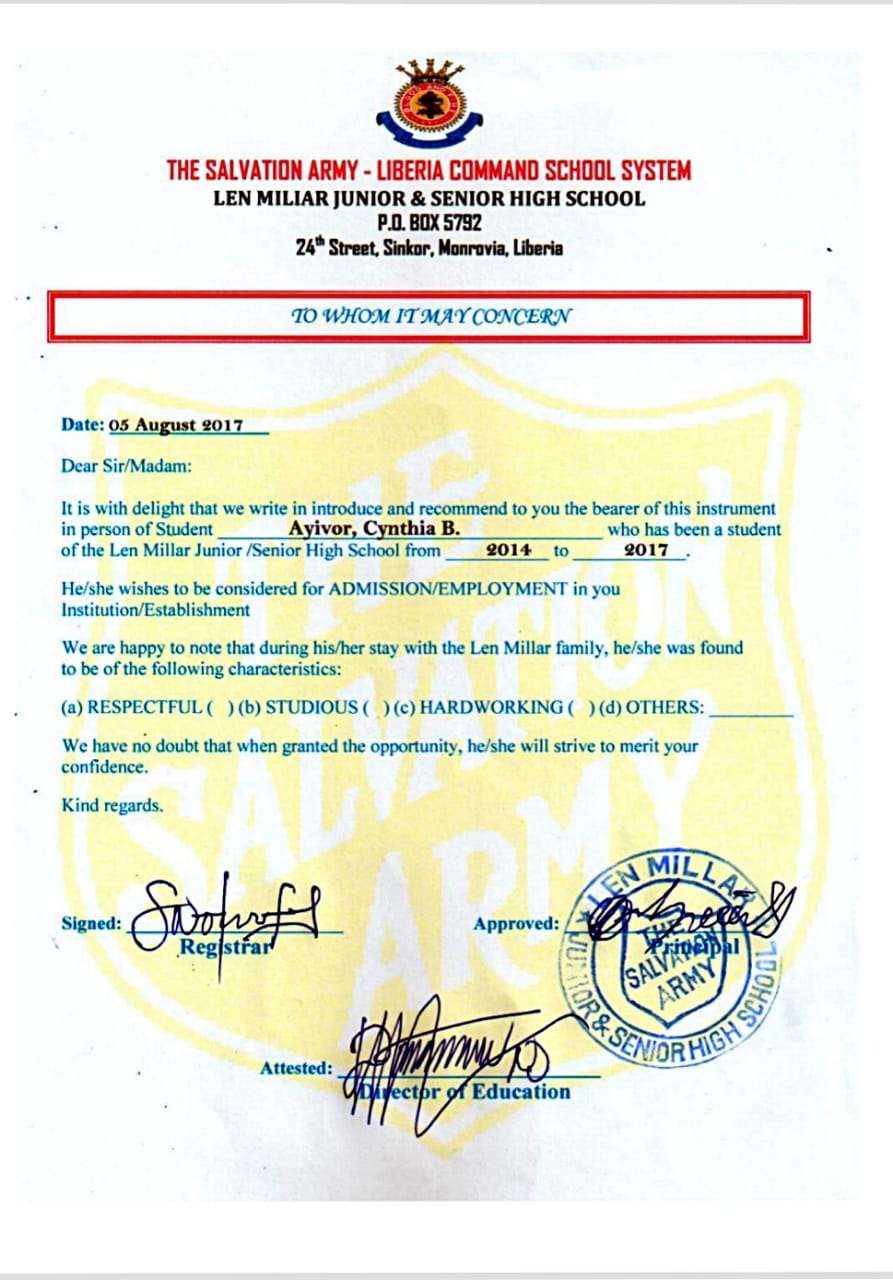 THE SALVATION ARMY - LIBERIA COMMAND SCHOOL SYSTEM
LEN MILIAR JUNIOR & SENIOR HIGH SCHOOL
P.O. BOX 5792
24th Street, Sinkor, Monrovia, Liberia
TO WHOM IT MAY CONCERN
Date: 05 August 2017
Dear Sir/Madam:
It is with delight that we write in introduce and recommend to you the bearer of this instrument
in person of Student Ayivor, Cynthia B. who has been a student
of the Len Millar Junior /Senior High School from 2014 to 2017.
He/she wishes to be considered for ADMISSION/EMPLOYMENT in you
Institution/Establishment
We are happy to note that during his/her stay with the Len Millar family, he/she was found
to be of the following characteristics:
(a) RESPECTFUL ( ) (b) STUDIOUS ( ) (c) HARDWORKING ( ) (d) OTHERS: __________
We have no doubt that when granted the opportunity, he/she will strive to merit your
confidence.
Kind regards.
Signed:
Registrar
Approved:
Principal
LEN MILLAR
JUNIOR & SENIOR HIGH SCHOOL
THE
SALVATION
ARMY
Attested:
Director of Education
THE
SALVATION
ARMY